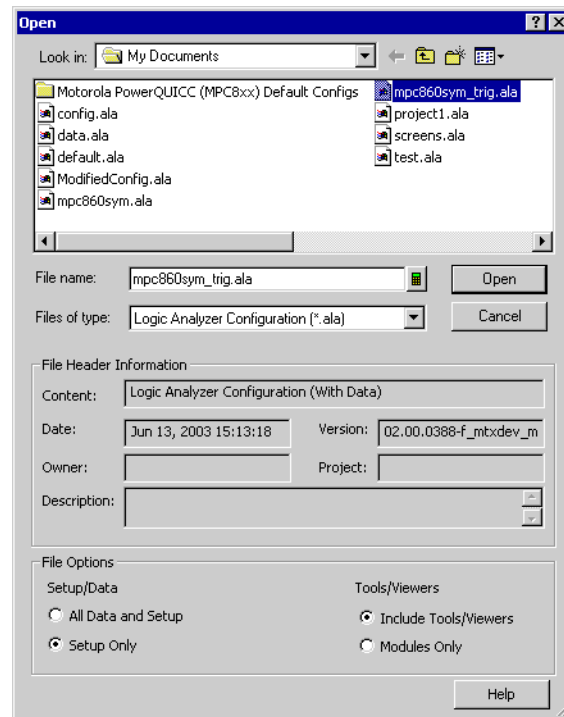 Open
Look in: My Documents
Motorola PowerQUICC (MPC8xx) Default Configs
config.ala
data.ala
default.ala
ModifiedConfig.ala
mpc860sym.ala
mpc860sym_trig.ala
project1.ala
screens.ala
test.ala
File name: mpc860sym_trig.ala Open
Files of type: Logic Analyzer Configuration (*.ala) Cancel
File Header Information
Content: Logic Analyzer Configuration (With Data)
Date: Jun 13, 2003 15:13:18 Version: 02.00.0388-f_mtxdev_m
Owner: Project:
Description:
File Options
Setup/Data Tools/Viewers
All Data and Setup Include Tools/Viewers
Setup Only Modules Only
Help